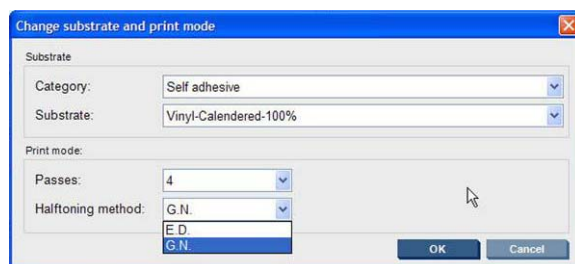 Change substrate and print mode
Substrate
Category: Self adhesive
Substrate: Vinyl-Calendered-100%
Print mode:
Passes: 4
Halftoning method: G.N.
E.D.
G.N.
OK Cancel